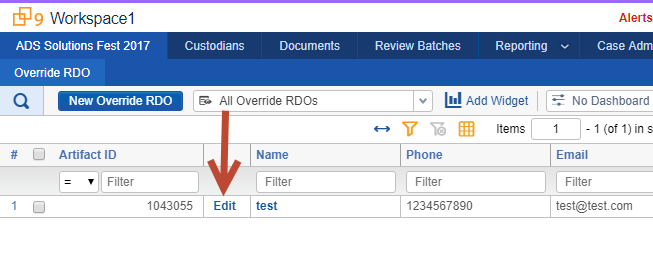 9 Workspace1
Alerts
ADS Solutions Fest 2017 Custodians Documents Review Batches Reporting Case Adm
Override RDO
New Override RDO All Override RDOs Add Widget No Dashboard
Items 1 - 1 (of 1) in s
# Artifact ID Name Phone Email
= Filter Filter Filter Filter
1 1043055 Edit test 1234567890 test@test.com